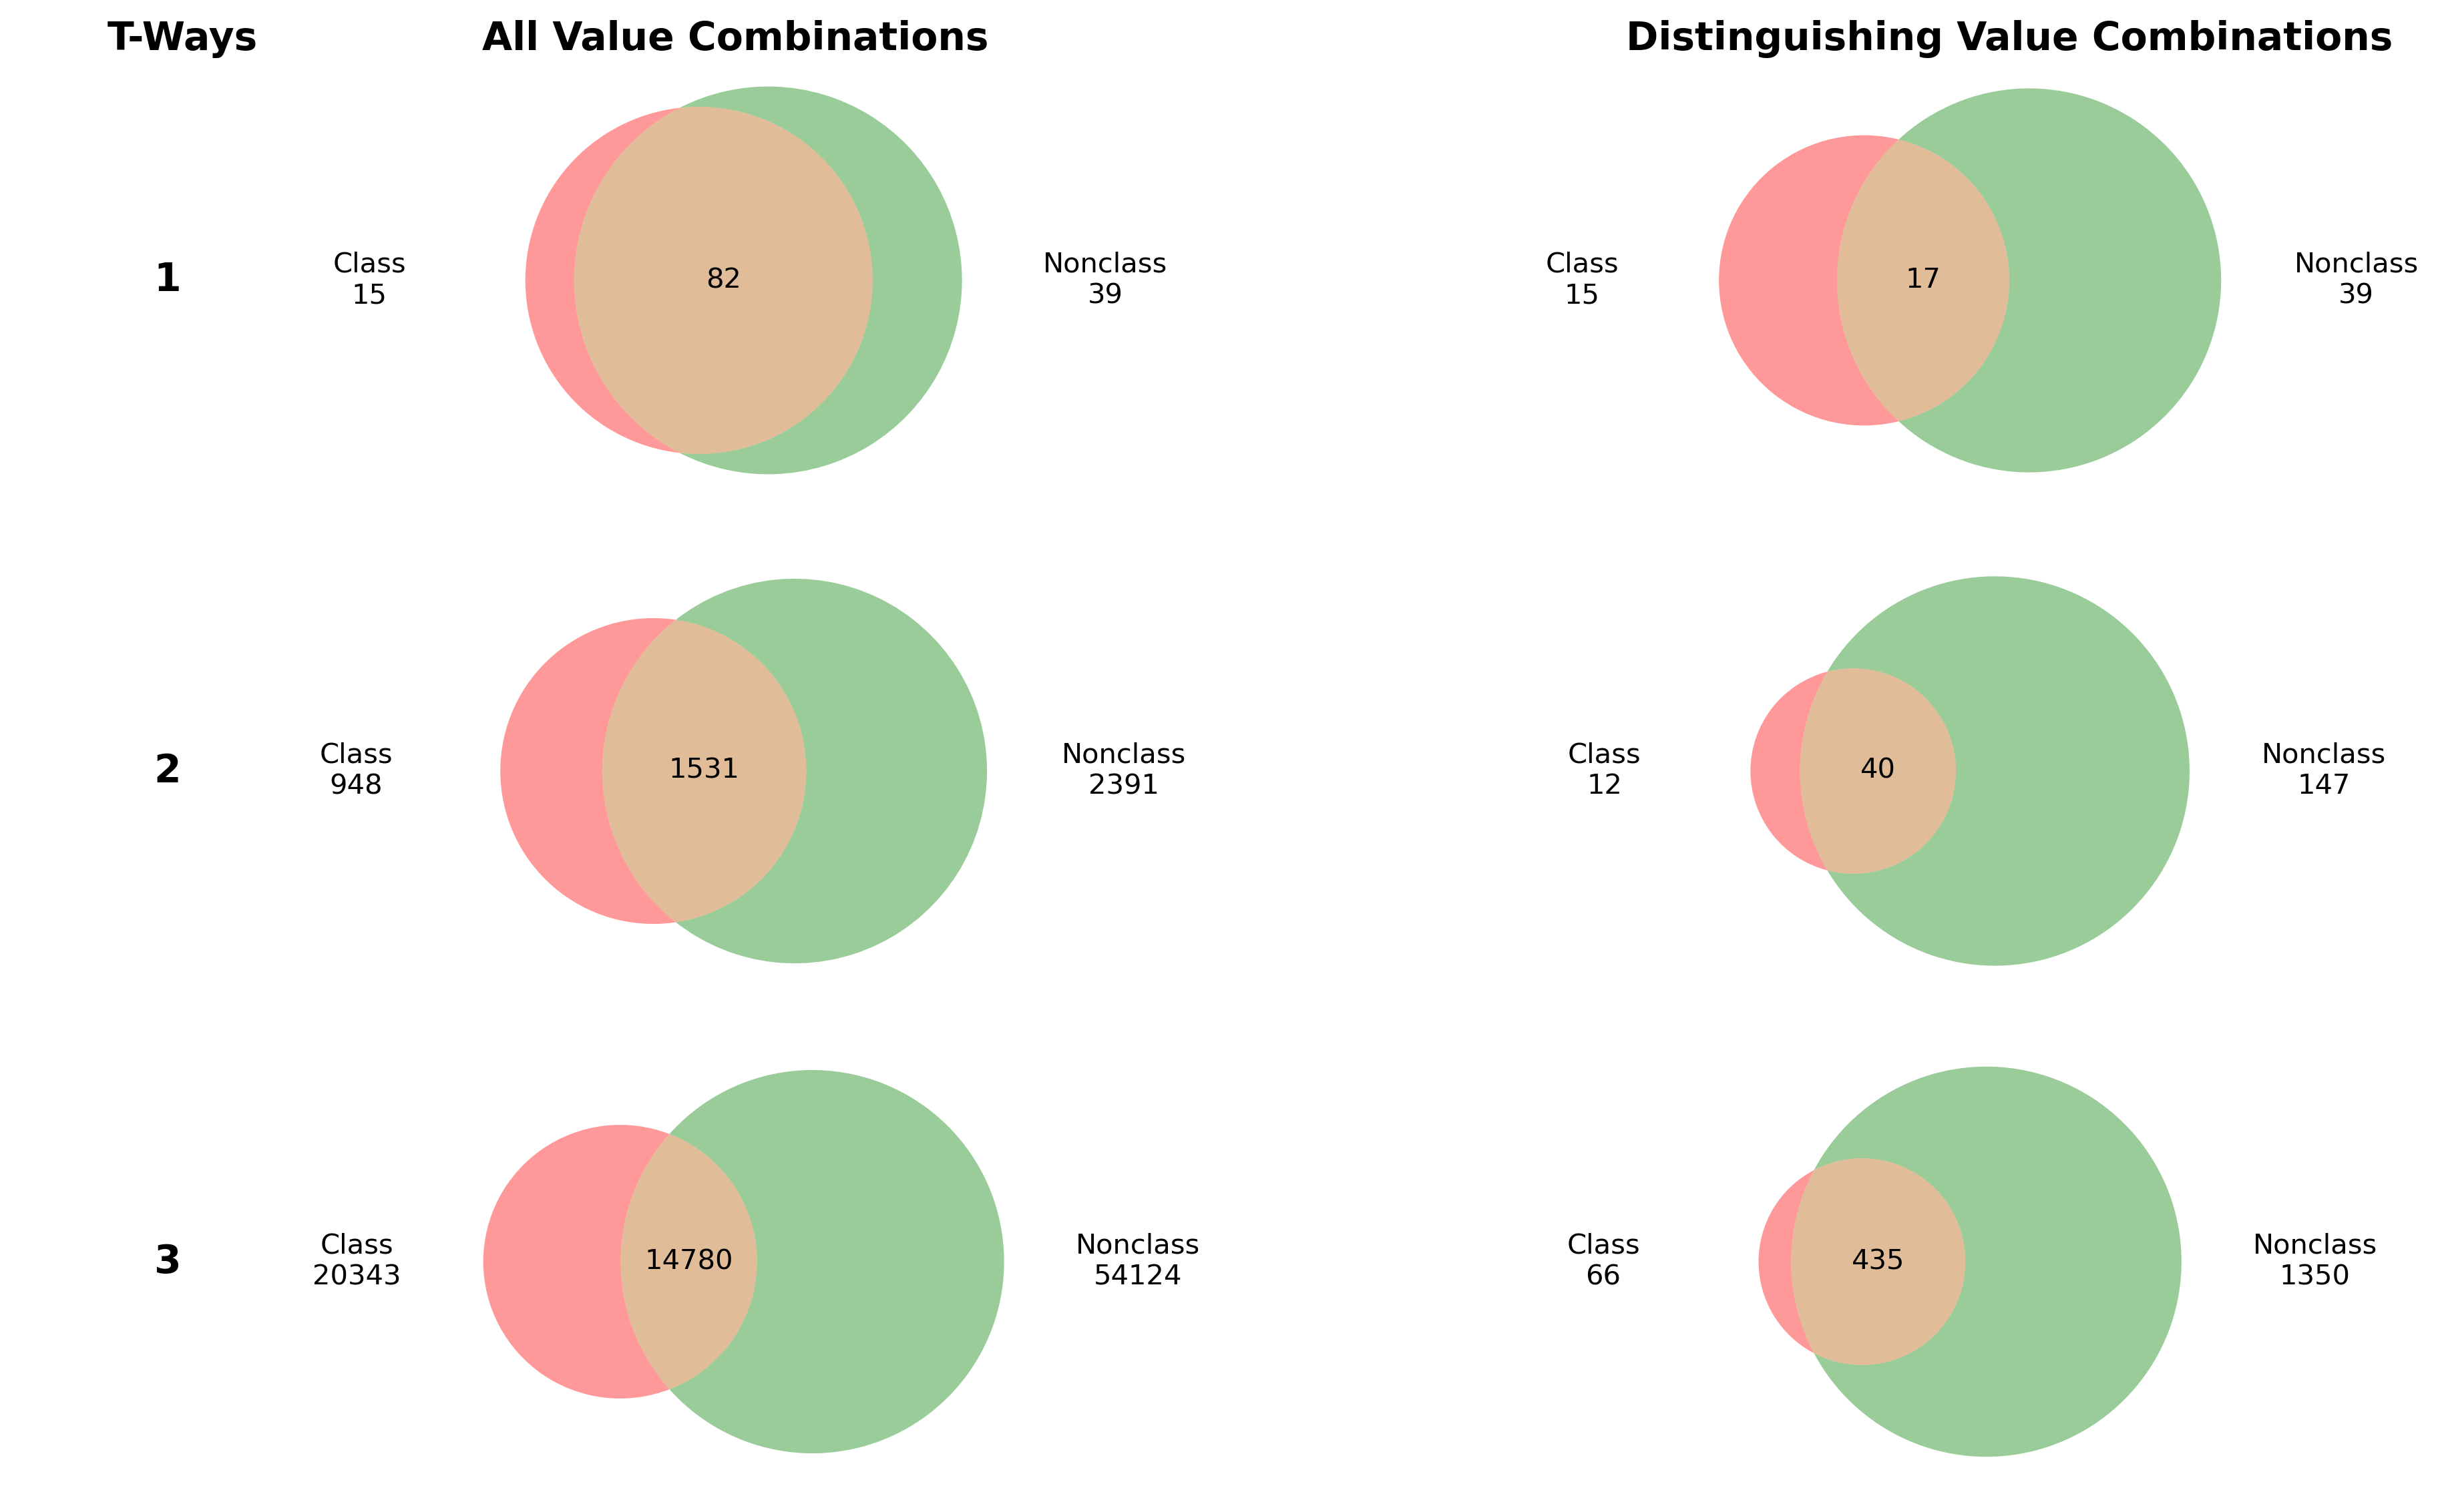 T-Ways
All Value Combinations
Distinguishing Value Combinations
1
Class
15
82
Nonclass
39
Class
15
17
Nonclass
39
2
Class
948
1531
Nonclass
2391
Class
12
40
Nonclass
147
3
Class
20343
14780
Nonclass
54124
Class
66
435
Nonclass
1350